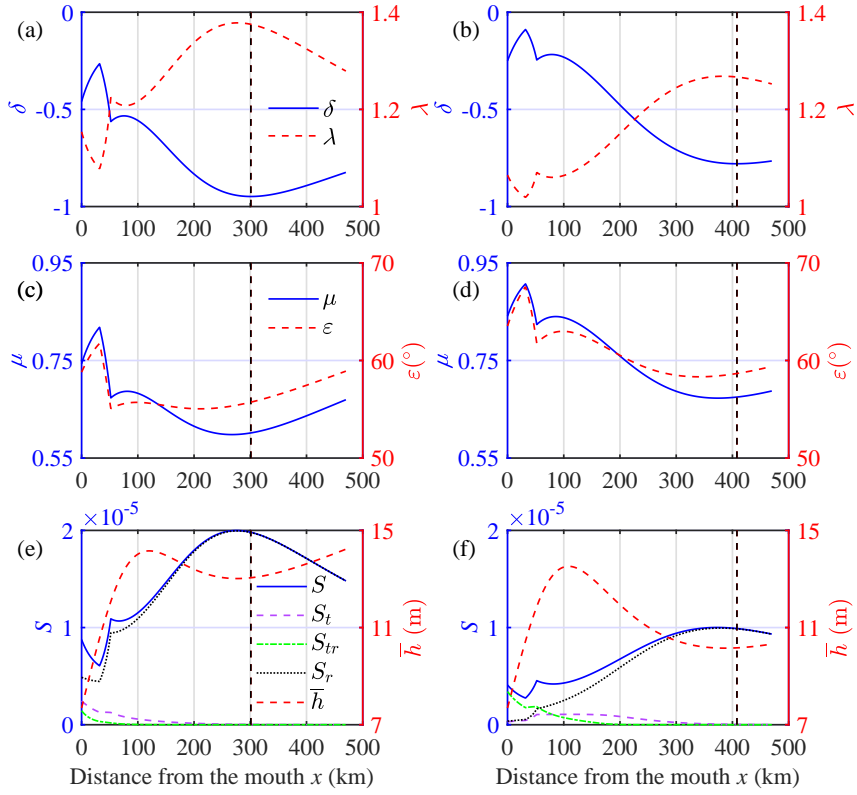 (a)
0
-0.5
-1
δ
1.4
1.2
1
λ
δ
λ
0 100 200 300 400 500
(b)
0
-0.5
-1
δ
1.4
1.2
1
λ
0 100 200 300 400 500
(c)
0.95
0.75
0.55
μ
70
60
50
ε(°)
μ
ε
0 100 200 300 400 500
(d)
0.95
0.75
0.55
μ
70
60
50
ε(°)
0 100 200 300 400 500
(e)
×10⁻⁵
2
1
0
S
15
11
7
h̅ (m)
S
Sₜ
Sₜᵣ
Sᵣ
h̅
0 100 200 300 400 500
Distance from the mouth x (km)
(f)
×10⁻⁵
2
1
0
S
15
11
7
h̅ (m)
0 100 200 300 400 500
Distance from the mouth x (km)